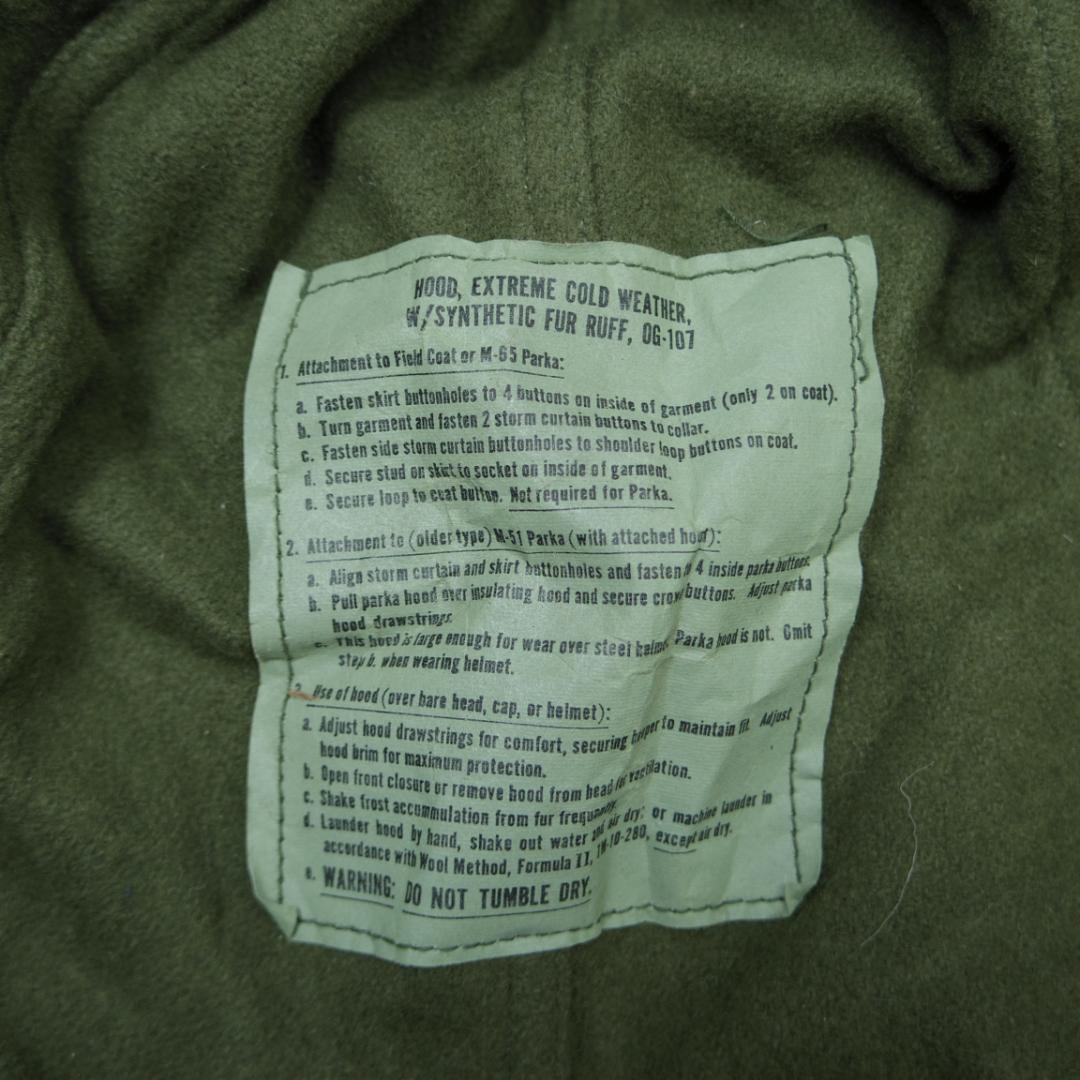 HOOD, EXTREME COLD WEATHER,
W/SYNTHETIC FUR RUFF, OG-107
1. Attachment to Field Coat or M-65 Parka:
a. Fasten skirt buttonholes to 4 buttons on inside of garment (only 2 on coat).
b. Turn garment and fasten 2 storm curtain buttons to collar.
c. Fasten side storm curtain buttonholes to shoulder loop buttons on coat.
d. Secure stud on skirt to socket on inside of garment.
e. Secure loop to coat button. Not required for Parka.
2. Attachment to (older type) M-51 Parka (with attached hood):
a. Align storm curtain and skirt buttonholes and fasten to 4 inside parka buttons.
b. Pull parka hood over insulating hood and secure crown buttons. Adjust parka
hood drawstrings.
c. This hood is large enough for wear over steel helmet. Parka hood is not. Omit
step b. when wearing helmet.
3. Use of hood (over bare head, cap, or helmet):
a. Adjust hood drawstrings for comfort, securing keeper to maintain fit. Adjust
hood brim for maximum protection.
b. Open front closure or remove hood from head for ventilation.
c. Shake frost accumulation from fur frequently.
d. Launder hood by hand, shake out water and air dry; or machine launder in
accordance with Wool Method, Formula II, TM-10-280, except air dry.
e. WARNING: DO NOT TUMBLE DRY.